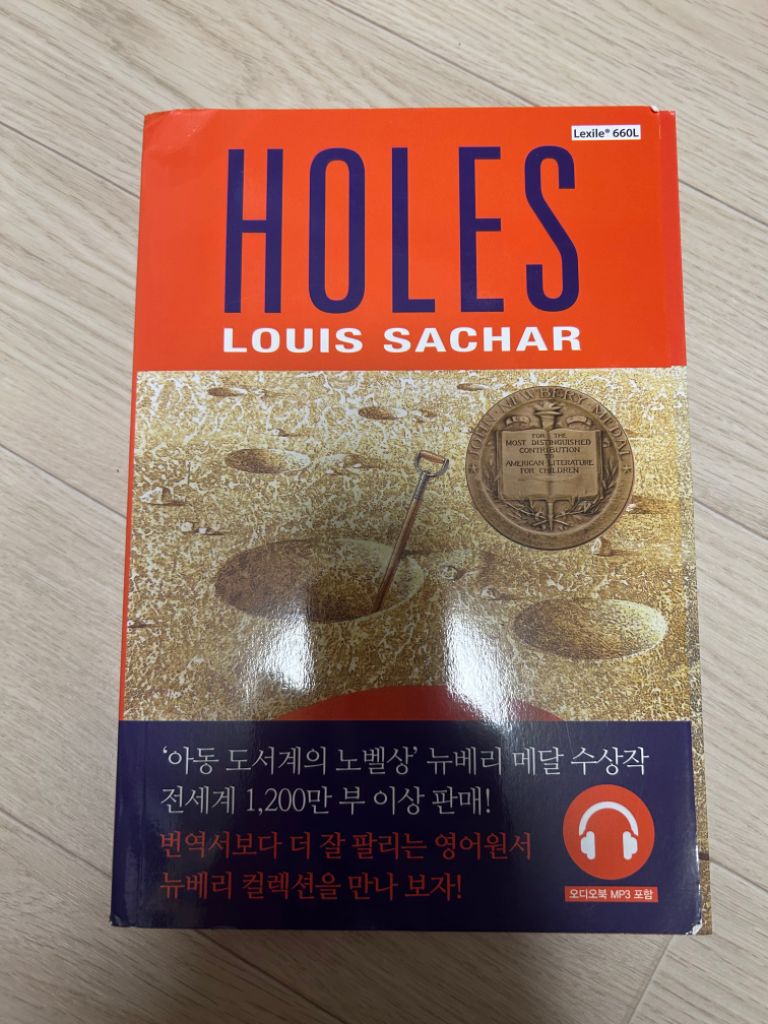 Lexile® 660L
HOLES
LOUIS SACHAR
JOHN NEWBERY MEDAL
FOR THE
MOST DISTINGUISHED
CONTRIBUTION
TO
AMERICAN LITERATURE
FOR CHILDREN
‘아동 도서계의 노벨상’ 뉴베리 메달 수상작
전세계 1,200만 부 이상 판매!
번역서보다 더 잘 팔리는 영어원서
뉴베리 컬렉션을 만나 보자!
오디오북 MP3 포함